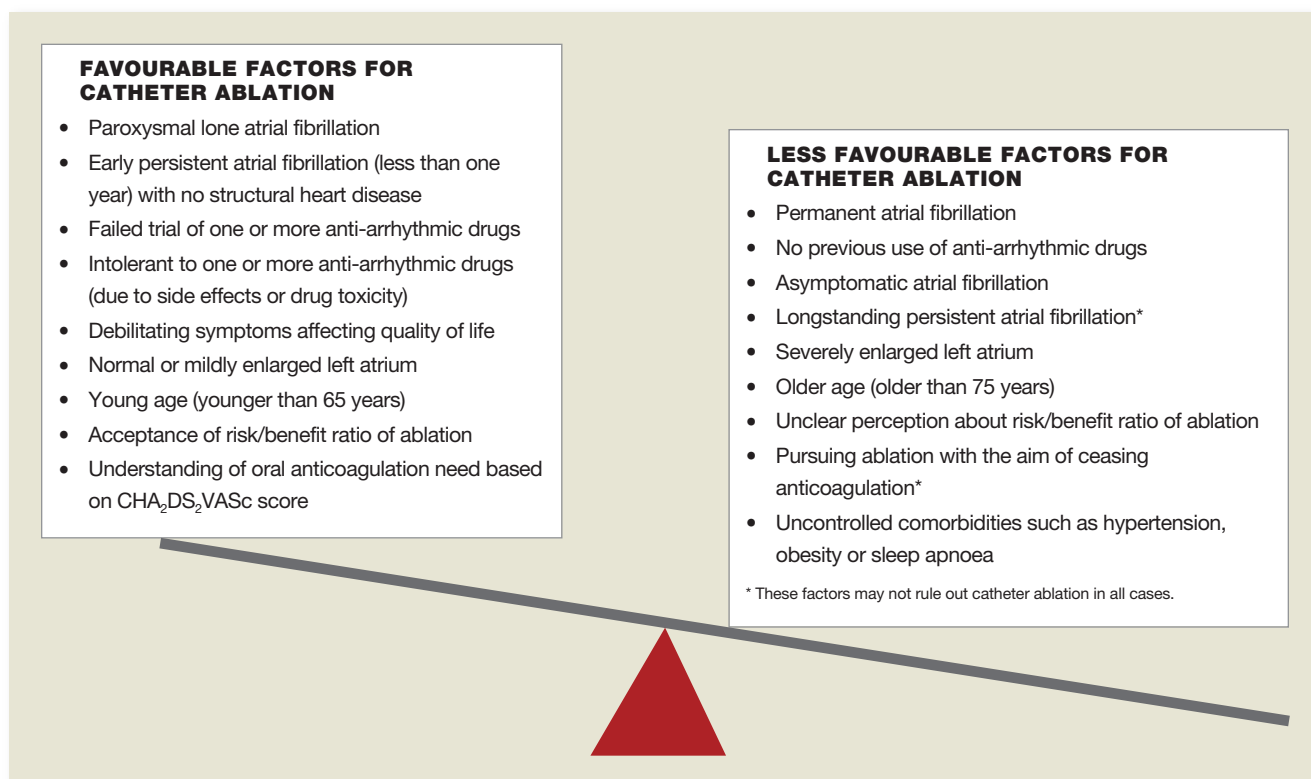 FAVOURABLE FACTORS FOR
CATHETER ABLATION
• Paroxysmal lone atrial fibrillation
• Early persistent atrial fibrillation (less than one
year) with no structural heart disease
• Failed trial of one or more anti-arrhythmic drugs
• Intolerant to one or more anti-arrhythmic drugs
(due to side effects or drug toxicity)
• Debilitating symptoms affecting quality of life
• Normal or mildly enlarged left atrium
• Young age (younger than 65 years)
• Acceptance of risk/benefit ratio of ablation
• Understanding of oral anticoagulation need based
on CHA₂DS₂VASc score
LESS FAVOURABLE FACTORS FOR
CATHETER ABLATION
• Permanent atrial fibrillation
• No previous use of anti-arrhythmic drugs
• Asymptomatic atrial fibrillation
• Longstanding persistent atrial fibrillation*
• Severely enlarged left atrium
• Older age (older than 75 years)
• Unclear perception about risk/benefit ratio of ablation
• Pursuing ablation with the aim of ceasing
anticoagulation*
• Uncontrolled comorbidities such as hypertension,
obesity or sleep apnoea
* These factors may not rule out catheter ablation in all cases.